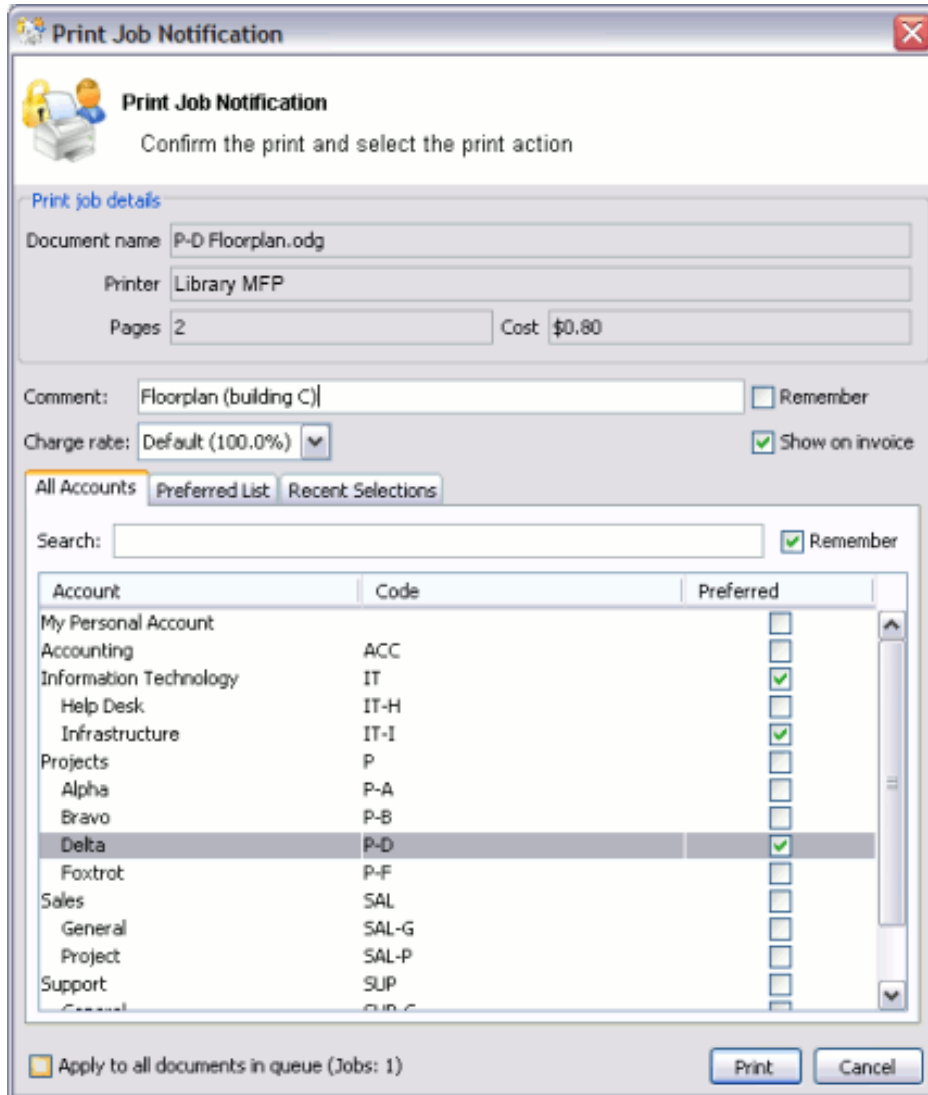 Print Job Notification
Print Job Notification
Confirm the print and select the print action
Print job details
Document name P-D Floorplan.odg
Printer Library MFP
Pages 2 Cost $0.80
Comment: Floorplan (building C) Remember
Charge rate: Default (100.0%) Show on invoice
All Accounts Preferred List Recent Selections
Search: Remember
Account Code Preferred
My Personal Account
Accounting ACC
Information Technology IT
Help Desk IT-H
Infrastructure IT-I
Projects P
Alpha P-A
Bravo P-B
Delta P-D
Foxtrot P-F
Sales SAL
General SAL-G
Project SAL-P
Support SUP
General SUP-G
Apply to all documents in queue (Jobs: 1) Print Cancel